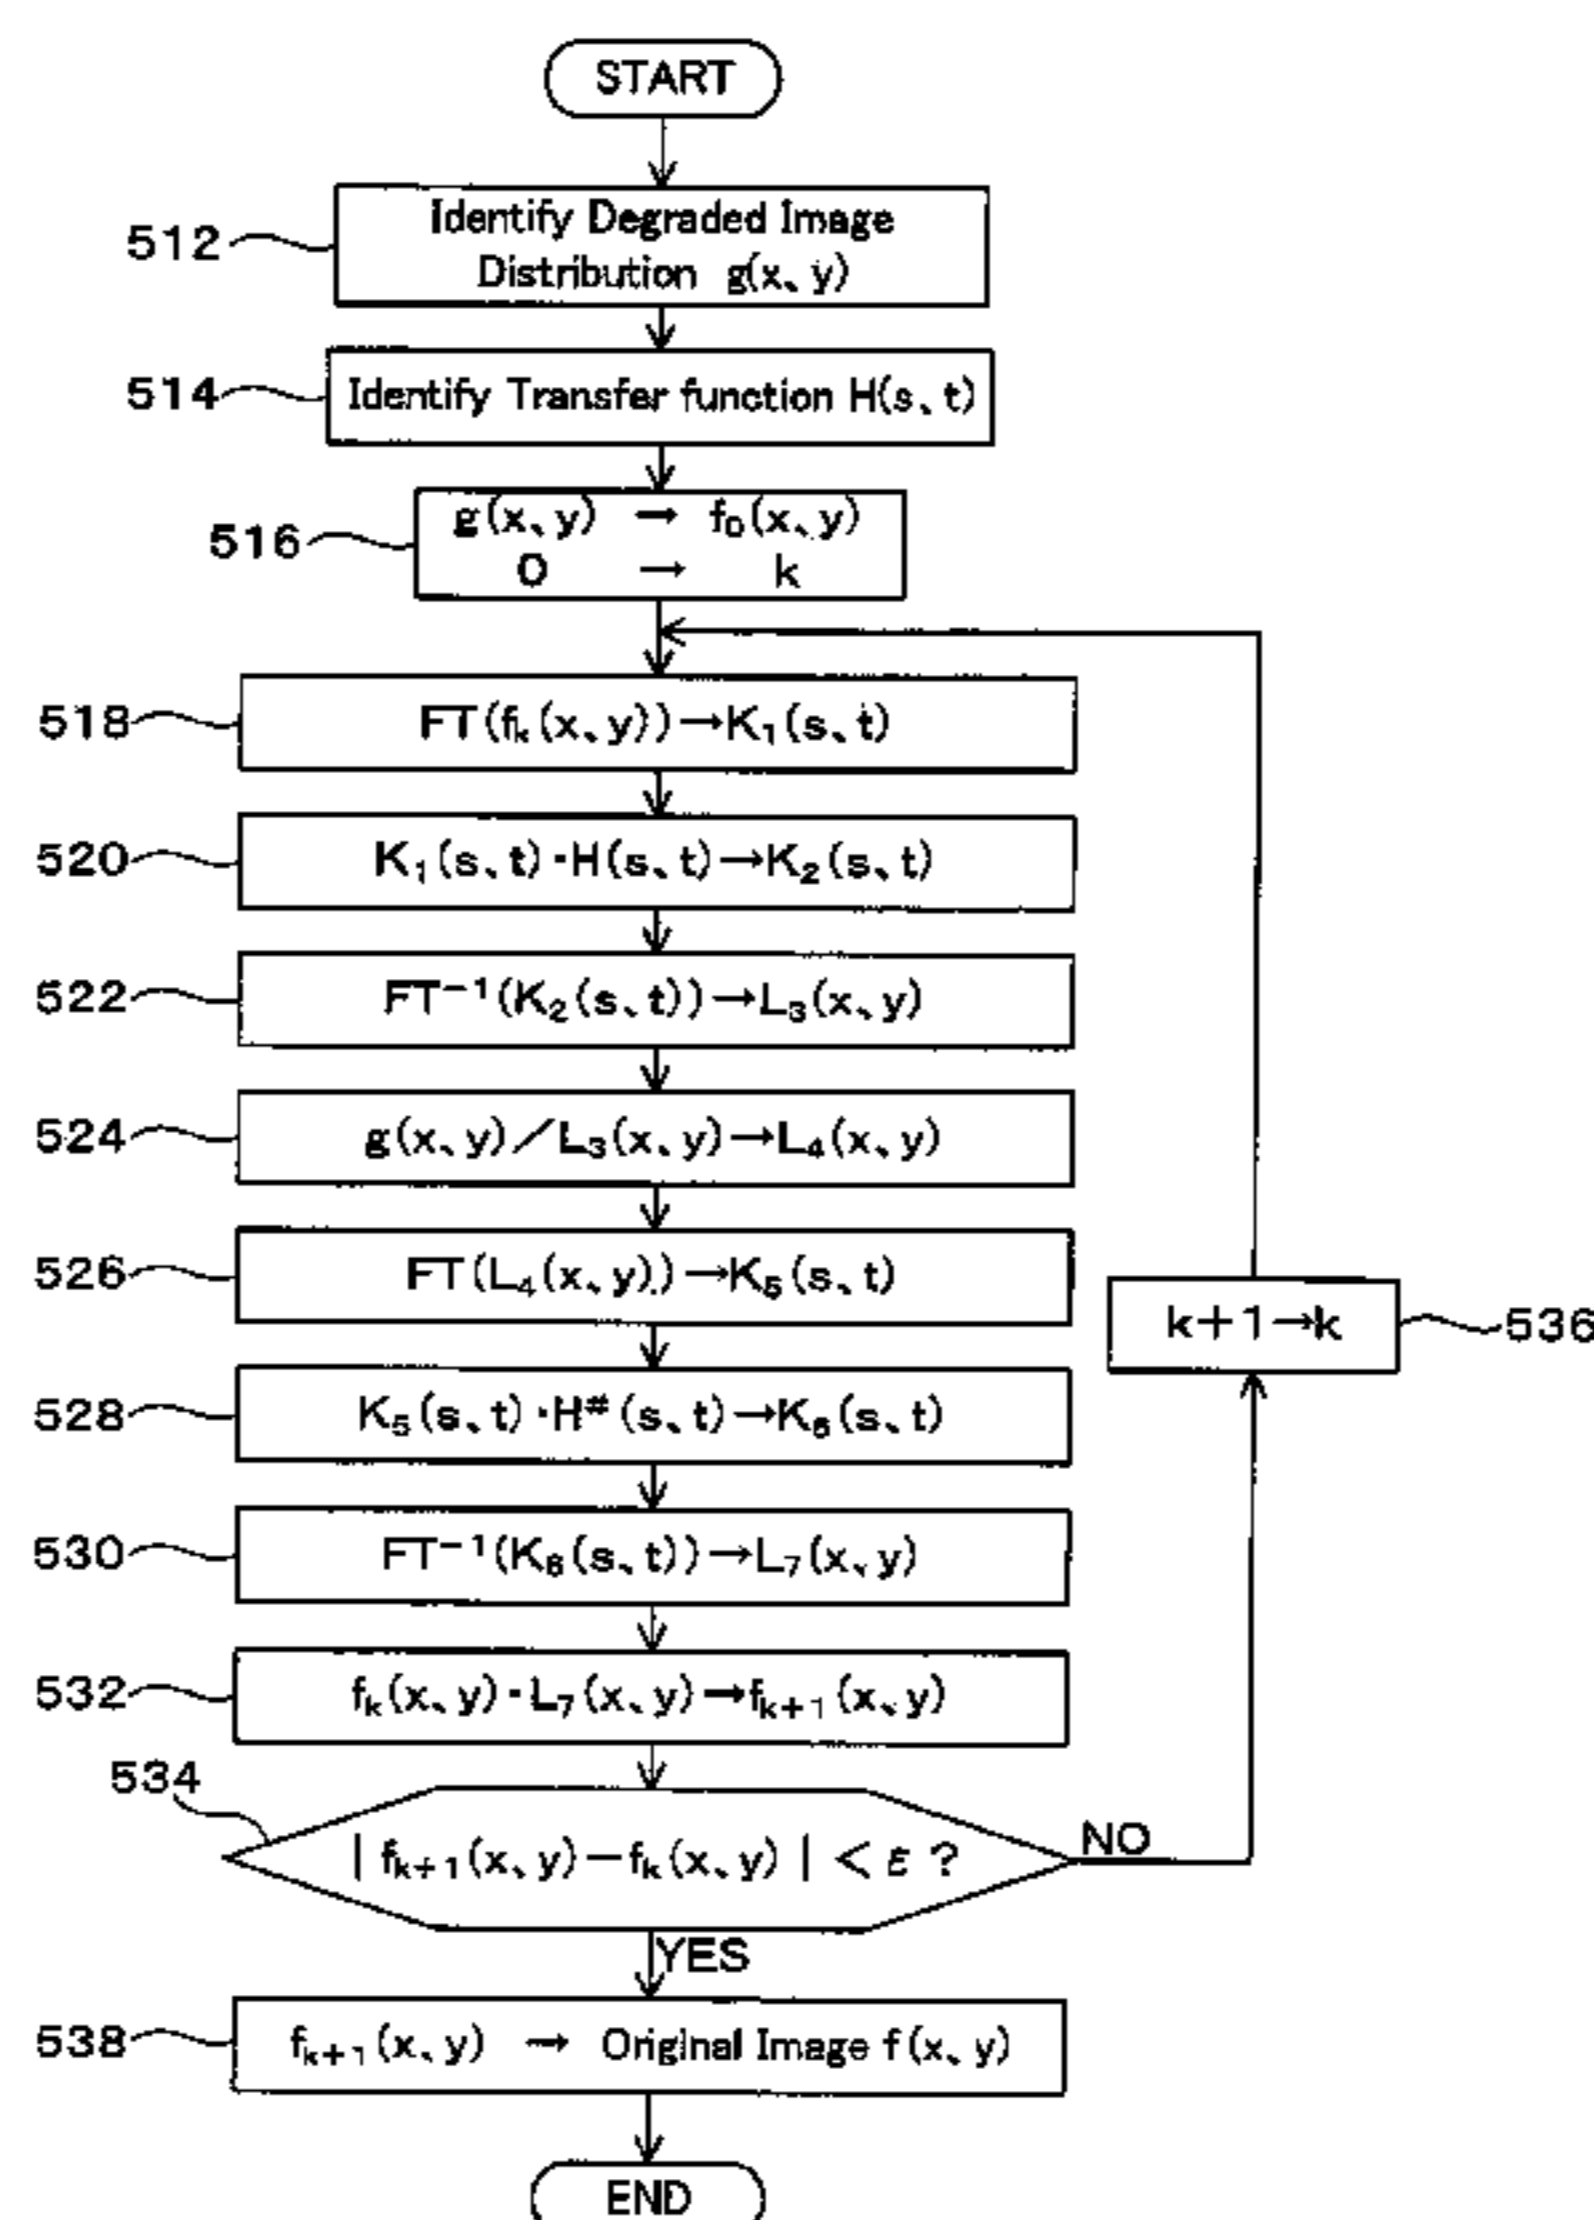 START
512
Identify Degraded Image
Distribution g(x、y)
514
Identify Transfer function H(s、t)
516
g(x、y) → f₀(x、y)
0 → k
518
FT(fₖ(x、y))→K₁(s、t)
520
K₁(s、t)・H(s、t)→K₂(s、t)
522
FT⁻¹(K₂(s、t))→L₃(x、y)
524
g(x、y)／L₃(x、y)→L₄(x、y)
526
FT(L₄(x、y))→K₅(s、t)
k+1→k
536
528
K₅(s、t)・H#(s、t)→K₆(s、t)
530
FT⁻¹(K₆(s、t))→L₇(x、y)
532
fₖ(x、y)・L₇(x、y)→fₖ₊₁(x、y)
534
| fₖ₊₁(x、y)−fₖ(x、y) | < ε ?
NO
YES
538
fₖ₊₁(x、y) → Original Image f(x、y)
END